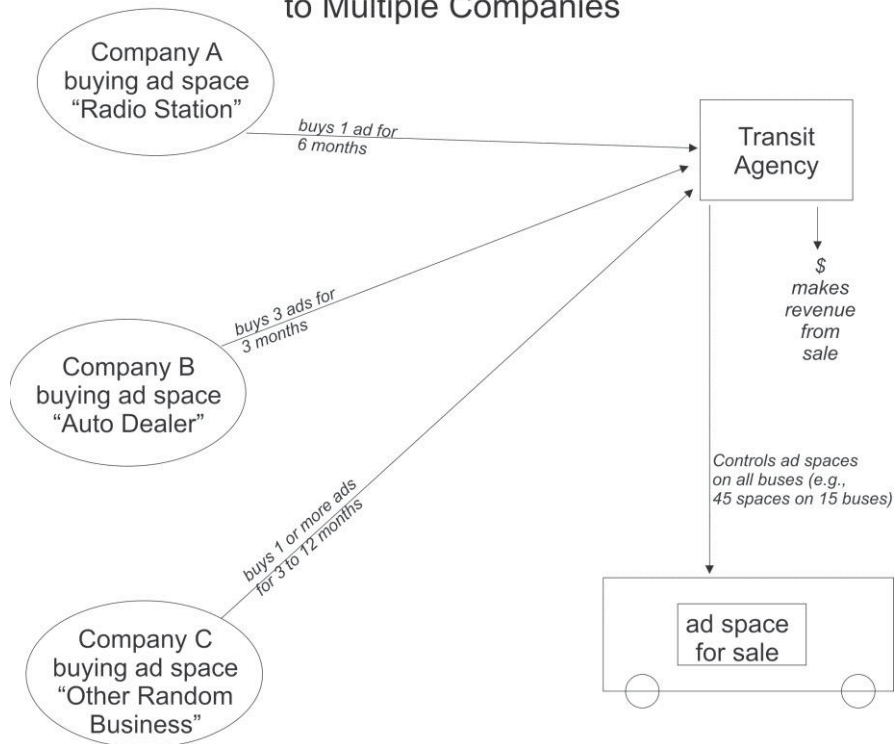 to Multiple Companies
Company A
buying ad space
“Radio Station”
buys 1 ad for
6 months
Transit
Agency
$
makes
revenue
from
sale
buys 3 ads for
3 months
Company B
buying ad space
“Auto Dealer”
Controls ad spaces
on all buses (e.g.,
45 spaces on 15 buses)
buys 1 or more ads
for 3 to 12 months
Company C
buying ad space
“Other Random
Business”
ad space
for sale